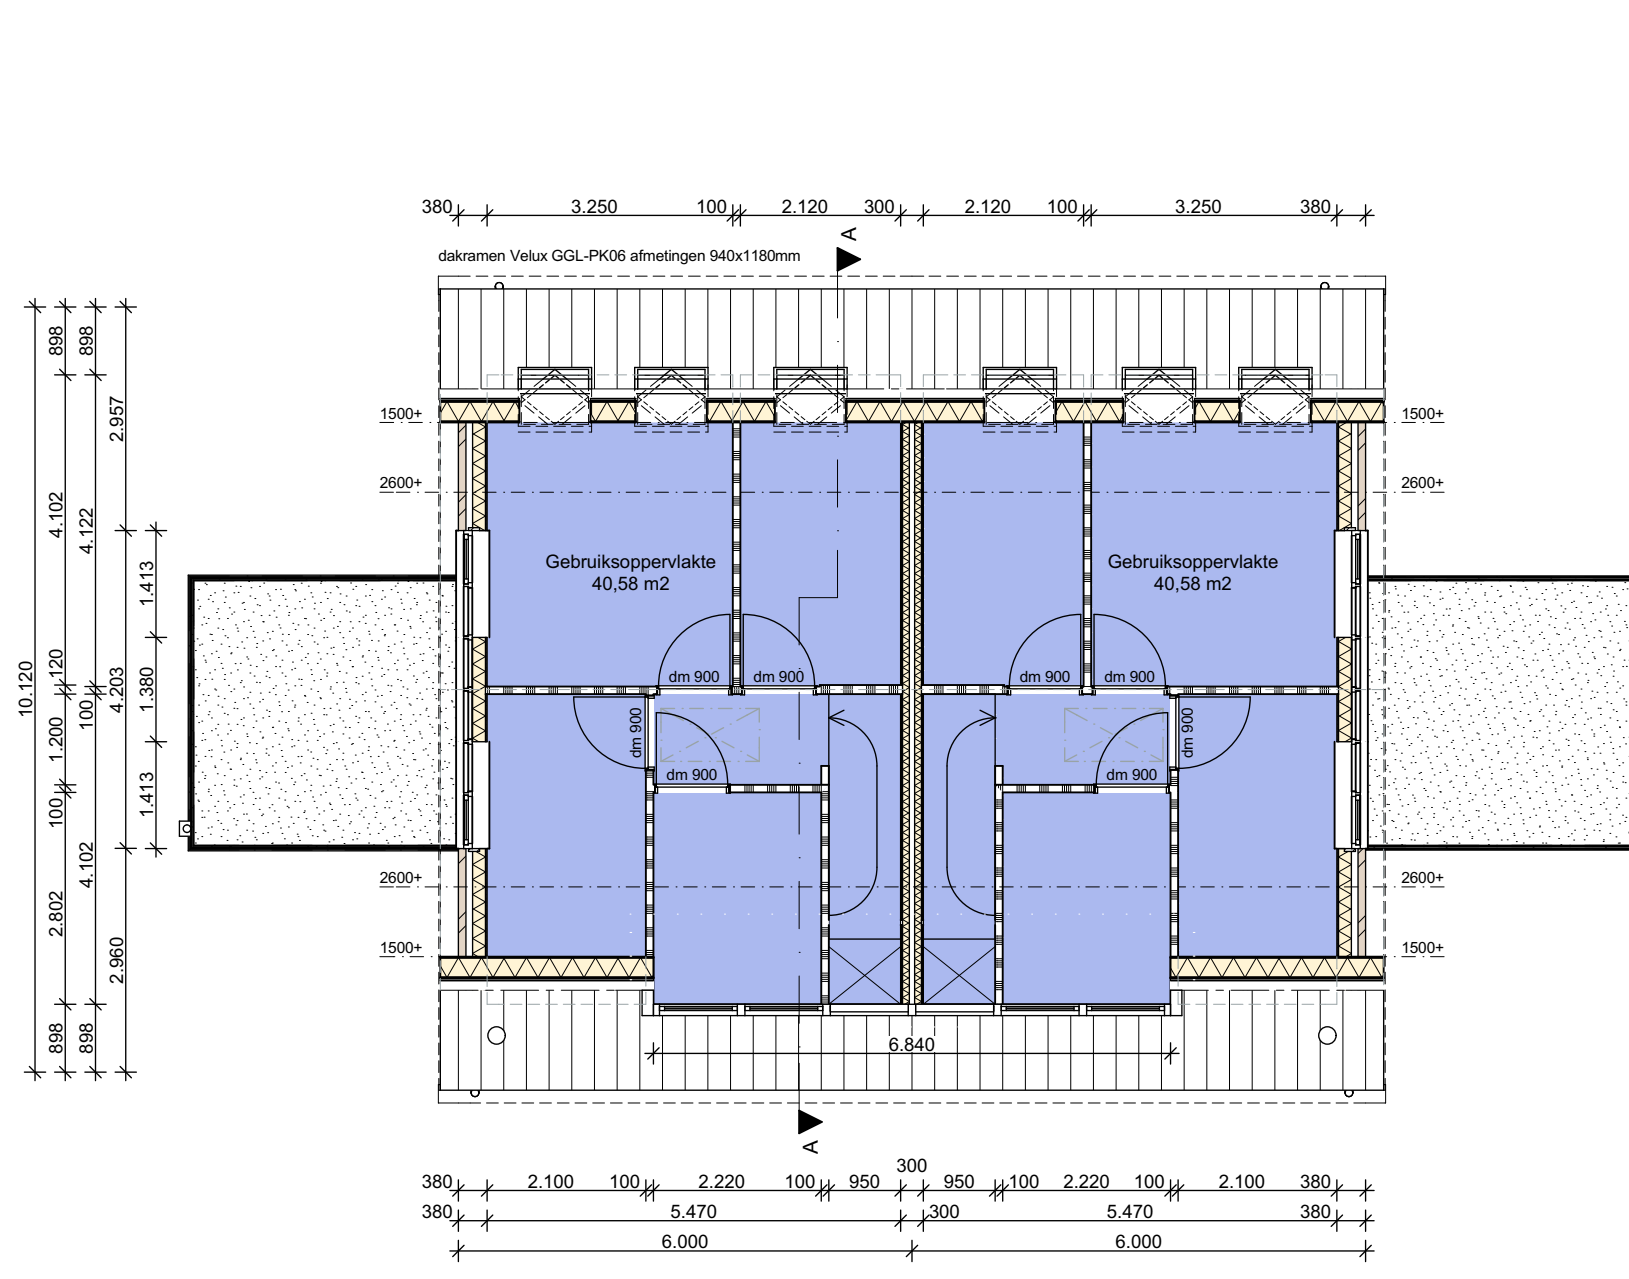 380 3.250 100 2.120 300 2.120 100 3.250 380
A
dakramen Velux GGL-PK06 afmetingen 940x1180mm
898 898
2.957
1500+ 1500+
2600+ 2600+
4.102 4.122
1.413
Gebruiksoppervlakte Gebruiksoppervlakte
40,58 m2 40,58 m2
10.120
120 100 4.203 1.380
dm 900 dm 900 dm 900 dm 900
1.200
dm 900 dm 900
dm 900 dm 900
100 1.413
4.102
2600+ 2600+
2.802
2.960
1500+ 1500+
898 898
6.840
A
300
380 2.100 100 2.220 100 950 950 100 2.220 100 2.100 380
380 5.470 300 5.470 380
6.000 6.000